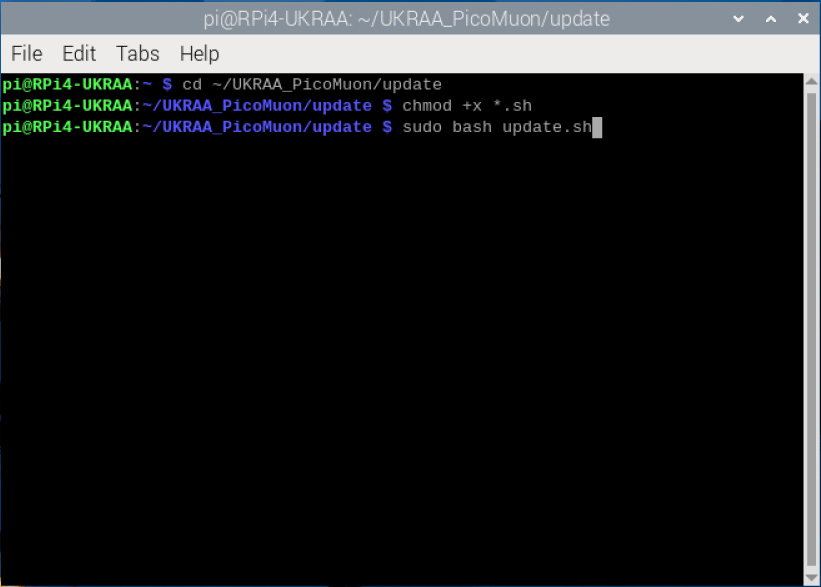 pi@RPi4-UKRAA: ~/UKRAA_PicoMuon/update
File Edit Tabs Help
pi@RPi4-UKRAA:~ $ cd ~/UKRAA_PicoMuon/update
pi@RPi4-UKRAA:~/UKRAA_PicoMuon/update $ chmod +x *.sh
pi@RPi4-UKRAA:~/UKRAA_PicoMuon/update $ sudo bash update.sh